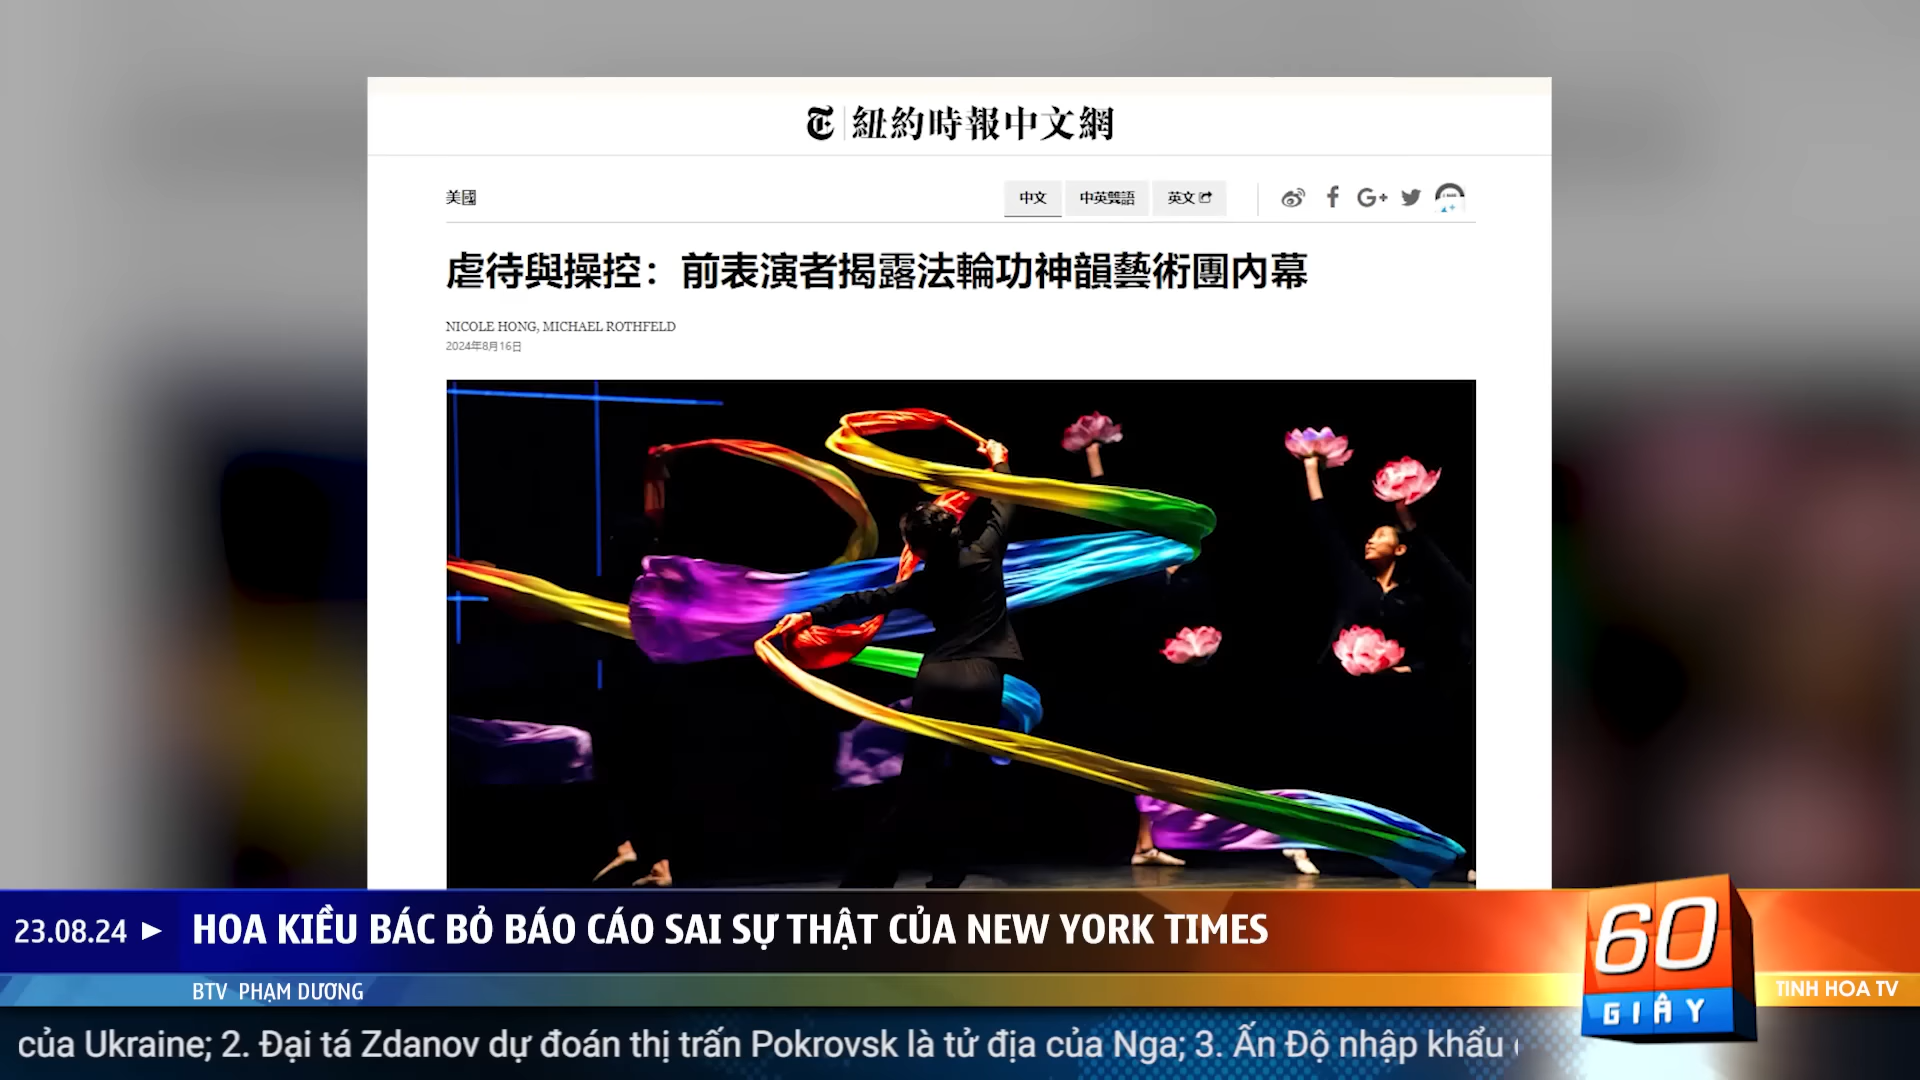 紐約時報中文網
美國
中文 中英雙語 英文
虐待與操控：前表演者揭露法輪功神韻藝術團內幕
NICOLE HONG, MICHAEL ROTHFELD
2024年8月16日
23.08.24 HOA KIỀU BÁC BỎ BÁO CÁO SAI SỰ THẬT CỦA NEW YORK TIMES
BTV PHẠM DƯƠNG
60 GIÂY
TINH HOA TV
của Ukraine; 2. Đại tá Zdanov dự đoán thị trấn Pokrovsk là tử địa của Nga; 3. Ấn Độ nhập khẩu